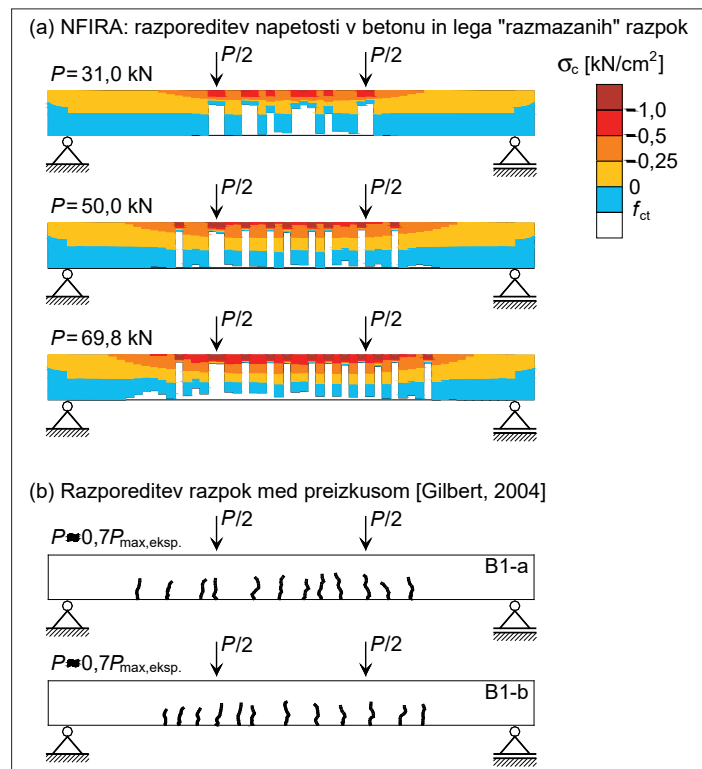 (a) NFIRA: razporeditev napetosti v betonu in lega "razmazanih" razpok
P/2 P/2
P = 31,0 kN
σc [kN/cm²]
−1,0
−0,5
−0,25
0
fct
P/2 P/2
P = 50,0 kN
P/2 P/2
P = 69,8 kN
(b) Razporeditev razpok med preizkusom [Gilbert, 2004]
P/2 P/2
P≈0,7Pmax,eksp.
B1-a
P/2 P/2
P≈0,7Pmax,eksp.
B1-b